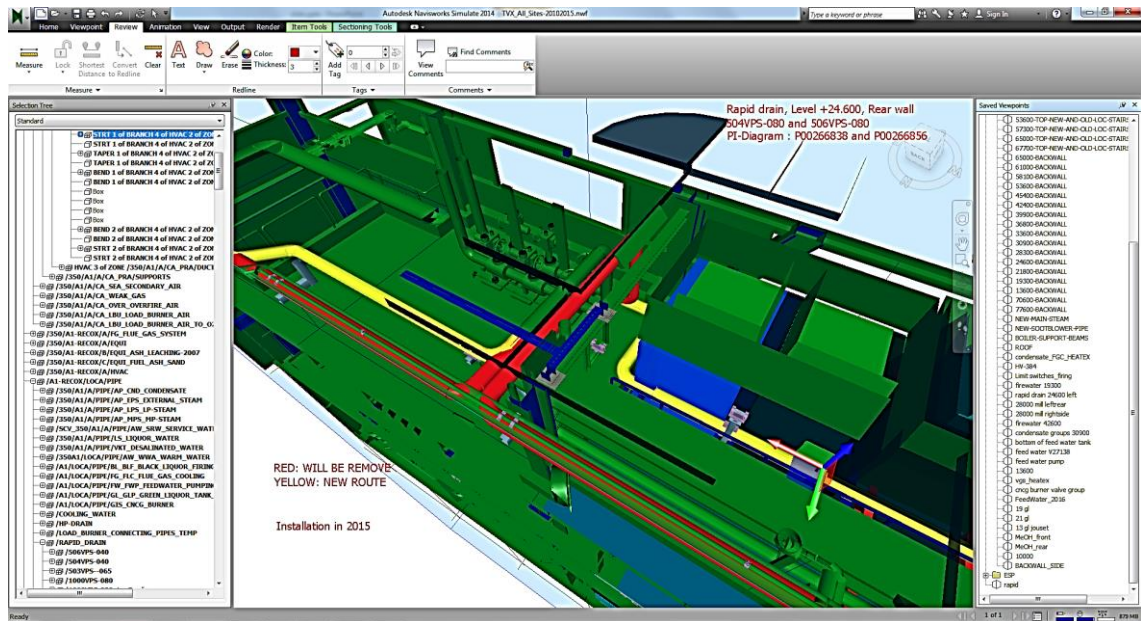 Autodesk Navisworks Simulate 2014 - TVX_All_Sites-20102015.nwf
Type a keyword or phrase
Sign In
Home Viewpoint Review Animation View Output Render Item Tools Sectioning Tools
Measure
Lock
Shortest Distance
Convert to Redline
Clear
Text
Draw
Erase
Color:
Thickness: 3
Add Tag
0
View Comments
Find Comments
Measure
Redline
Tags
Comments
Selection Tree
Standard
STRT 1 of BRANCH 4 of HVAC 2 of
STRT 1 of BRANCH 4 of HVAC 2 of
TAPER 1 of BRANCH 4 of HVAC 2 of
TAPER 1 of BRANCH 4 of HVAC 2 of
BEND 1 of BRANCH 4 of HVAC 2 of
BEND 1 of BRANCH 4 of HVAC 2 of
Box
Box
Box
Box
BEND 2 of BRANCH 4 of HVAC 2 of
BEND 2 of BRANCH 4 of HVAC 2 of
STRT 2 of BRANCH 4 of HVAC 2 of
STRT 2 of BRANCH 4 of HVAC 2 of
HVAC 3 of ZONE /350/A1/A/CA_PRA/DUCT
/350/A1/A/CA_PRA/SUPPORTS
/350/A1/A/CA_SEA_SECONDARY_AIR
/350/A1/A/CA_WEAK_GAS
/350/A1/A/CA_OVER_OVERFIRE_AIR
/350/A1/A/CA_LBU_LOAD_BURNER_AIR
/350/A1/A/CA_LBU_LOAD_BURNER_AIR_TO
/350/A1-RECOX/A/FG_FLUE_GAS_SYSTEM
/350/A1-RECOX/A/EQUI
/350/A1-RECOX/B/EQUI_ASH_LEACHING-2007
/350/A1-RECOX/C/EQUI_FUEL_ASH_SAND
/350/A1-RECOX/A/HVAC
/A1-RECOX/LOCA/PIPE
/350/A1/A/PIPE/AP_CND_CONDENSATE
/350/A1/A/PIPE/AP_EPS_EXTERNAL_STEAM
/350/A1/A/PIPE/AP_LPS_LP-STEAM
/350/A1/A/PIPE/AP_MPS_MP-STEAM
/SCV_350/A1/A/PIPE/AW_SRW_SERVICE_WAT
/350/A1/A/PIPE/LS_LIQUOR_WATER
/350/A1/A/PIPE/VKT_DESALINATED_WATER
/350A1/LOCA/PIPE/AW_WWA_WARM_WATER
/A1/LOCA/PIPE/BL_BLF_BLACK_LIQUOR_FIRING
/A1/LOCA/PIPE/FG_FLC_FLUE_GAS_COOLING
/A1/LOCA/PIPE/FW_FWP_FEEDWATER_PUMPING
/A1/LOCA/PIPE/GL_GLP_GREEN_LIQUOR_TANK_
/A1/LOCA/PIPE/GIS_CNCG_BURNER
/COOLING_WATER
/HP-DRAIN
/LOAD_BURNER_CONNECTING_PIPES_TEMP
/RAPID_DRAIN
/506VPS-040
/504VPS-040
/503VPS--065
/1000VPS-080
Rapid drain, Level +24.600, Rear wall
504VPS-080 and 506VPS-080
PI-Diagram : P00266838 and P00266856
BACK
RED: WILL BE REMOVE
YELLOW: NEW ROUTE
Installation in 2015
Saved Viewpoints
53600-TOP-NEW-AND-OLD-LOC-STAIRS
57300-TOP-NEW-AND-OLD-LOC-STAIRS
65000-TOP-NEW-AND-OLD-LOC-STAIRS
67700-TOP-NEW-AND-OLD-LOC-STAIRS
65000-BACKWALL
61000-BACKWALL
58100-BACKWALL
53600-BACKWALL
45400-BACKWALL
42400-BACKWALL
39900-BACKWALL
36800-BACKWALL
33600-BACKWALL
30900-BACKWALL
28300-BACKWALL
24600-BACKWALL
21800-BACKWALL
19300-BACKWALL
13600-BACKWALL
70600-BACKWALL
77600-BACKWALL
NEW-MAIN-STEAM
NEW-SOOTBLOWER-PIPE
BOILER-SUPPORT-BEAMS
ROOF
condensate_FGC_HEATEX
HV-384
Limit switches_firing
firewater 19300
rapid drain 24600 left
28000 mill leftrear
28000 mill rightside
firewater 42600
condensate groups 30900
bottom of feed water tank
feed water V27138
feed water pump
13600
vgs_heatex
cncg burner valve group
FeedWater_2016
19 gl
21 gl
13 gl jouset
MeOH_front
MeOH_rear
10000
BACKWALL_SIDE
ESP
rapid
Ready
1 of 1
879 MB